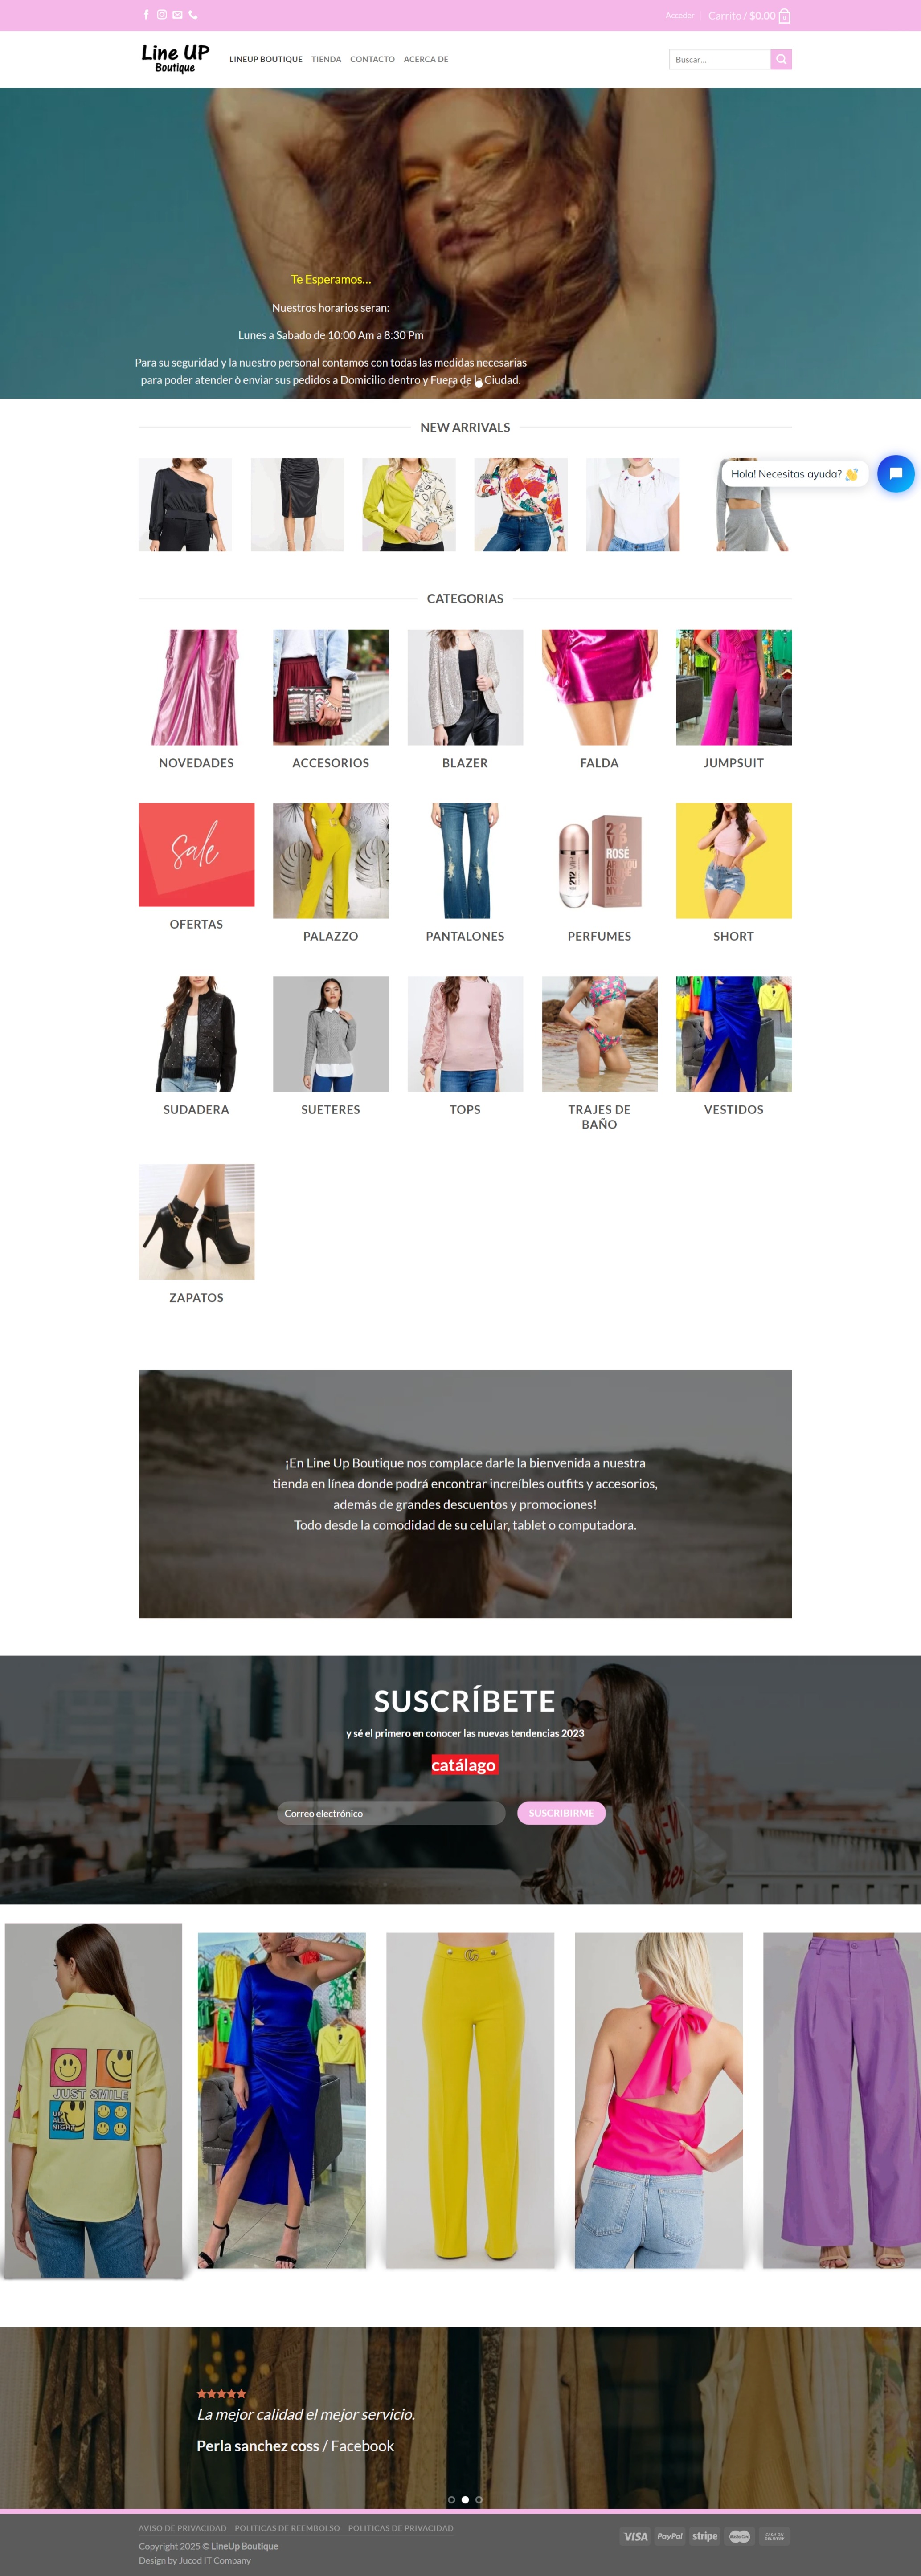 Acceder
Carrito / $0.00 0
Line UP
Boutique
LINEUP BOUTIQUE TIENDA CONTACTO ACERCA DE
Buscar…
Te Esperamos...
Nuestros horarios seran:
Lunes a Sabado de 10:00 Am a 8:30 Pm
Para su seguridad y la nuestro personal contamos con todas las medidas necesarias
para poder atender ò enviar sus pedidos a Domicilio dentro y Fuera de la Ciudad.
NEW ARRIVALS
Hola! Necesitas ayuda? 👋
CATEGORIAS
NOVEDADES
ACCESORIOS
BLAZER
FALDA
JUMPSUIT
sale
212 VIP
ROSÉ
OFERTAS
PALAZZO
PANTALONES
PERFUMES
SHORT
SUDADERA
SUETERES
TOPS
TRAJES DE
BAÑO
VESTIDOS
ZAPATOS
¡En Line Up Boutique nos complace darle la bienvenida a nuestra
tienda en línea donde podrá encontrar increíbles outfits y accesorios,
además de grandes descuentos y promociones!
Todo desde la comodidad de su celular, tablet o computadora.
SUSCRÍBETE
y sé el primero en conocer las nuevas tendencias 2023
catálago
Correo electrónico
SUSCRIBIRME
JUST SMILE
La mejor calidad el mejor servicio.
Perla sanchez coss / Facebook
AVISO DE PRIVACIDAD POLITICAS DE REEMBOLSO POLITICAS DE PRIVACIDAD
VISA PayPal stripe MasterCard CASH ON DELIVERY
Copyright 2025 © LineUp Boutique
Design by Jucod IT Company